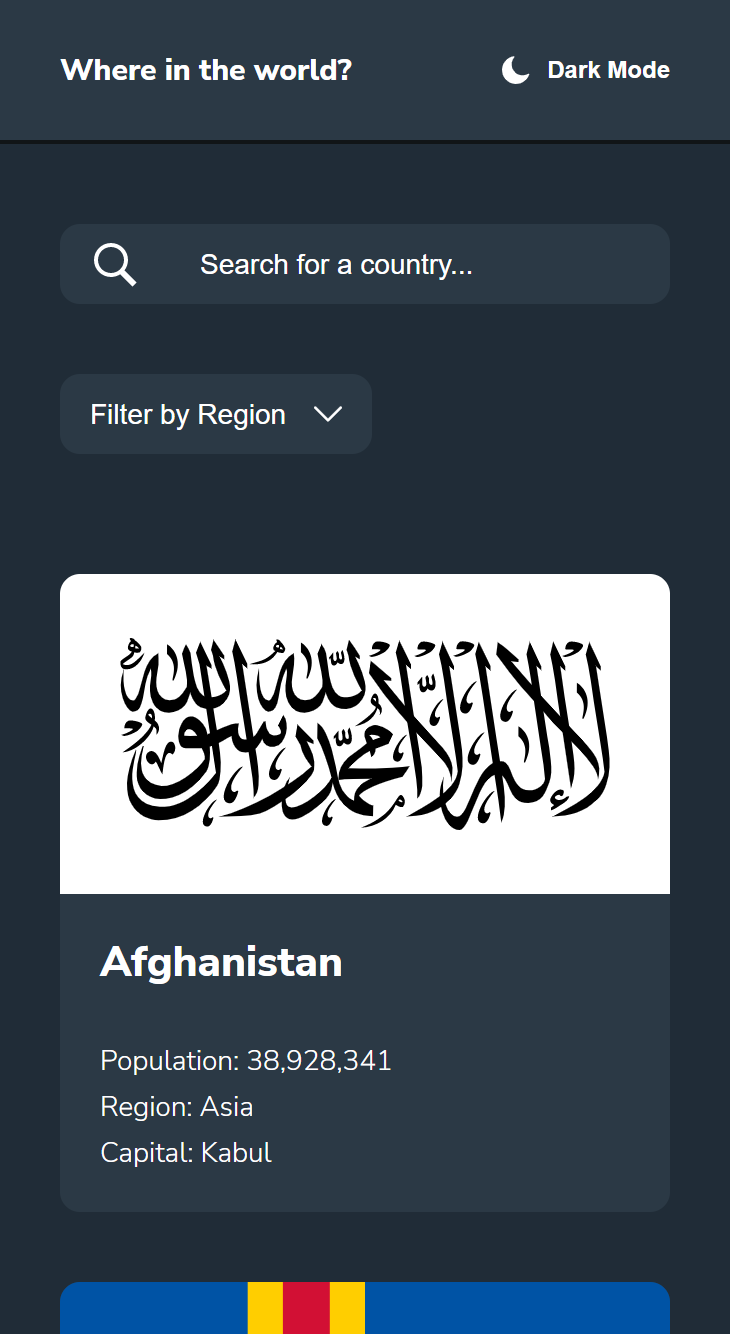 Where in the world?
Dark Mode
Search for a country...
Filter by Region
لا إله إلا الله محمد رسول الله
Afghanistan
Population: 38,928,341
Region: Asia
Capital: Kabul